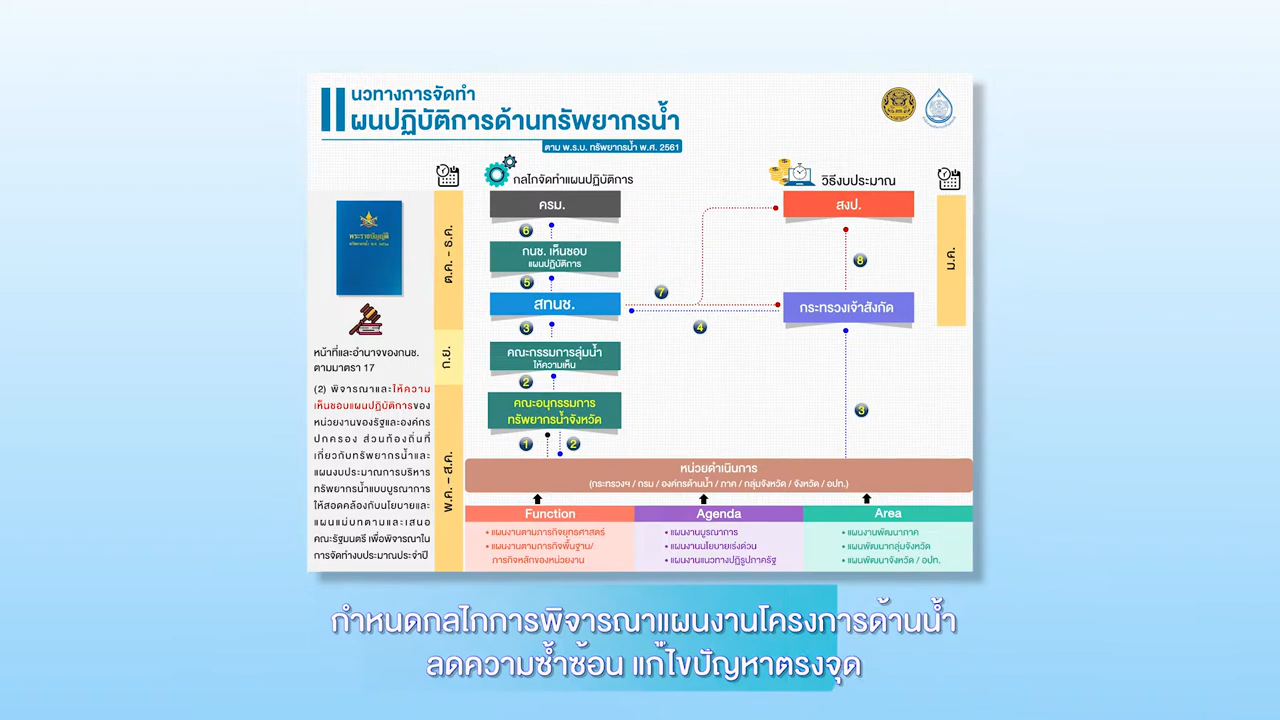 แนวทางการจัดทำ
แผนปฏิบัติการด้านทรัพยากรน้ำ
ตาม พ.ร.บ. ทรัพยากรน้ำ พ.ศ. 2561
กลไกจัดทำแผนปฏิบัติการ
วิธีงบประมาณ
พระราชบัญญัติ
หน้าที่และอำนาจของกนช.
ตามมาตรา 17
(2) พิจารณาและให้ความ
เห็นชอบแผนปฏิบัติการของ
หน่วยงานของรัฐและองค์กร
ปกครอง ส่วนท้องถิ่นที่
เกี่ยวกับทรัพยากรน้ำและ
แผนงบประมาณการบริหาร
ทรัพยากรน้ำแบบบูรณาการ
ให้สอดคล้องกับนโยบายและ
แผนแม่บทตามและเสนอ
คณะรัฐมนตรี เพื่อพิจารณาใน
การจัดทำงบประมาณประจำปี
ต.ค. - ธ.ค.
ก.ย.
พ.ค. - ส.ค.
ครม.
6
กนช. เห็นชอบ
แผนปฏิบัติการ
5
สทนช.
3
คณะกรรมการลุ่มน้ำ
ให้ความเห็น
2
คณะอนุกรรมการ
ทรัพยากรน้ำจังหวัด
1
2
7
4
สงป.
8
กระทรวงเจ้าสังกัด
3
ม.ค.
หน่วยดำเนินการ
(กระทรวงฯ / กรม / องค์กรด้านน้ำ / ภาค / กลุ่มจังหวัด / จังหวัด / อปท.)
Function
• แผนงานตามภารกิจยุทธศาสตร์
• แผนงานตามภารกิจพื้นฐาน/
ภารกิจหลักของหน่วยงาน
Agenda
• แผนงานบูรณาการ
• แผนงานนโยบายเร่งด่วน
• แผนงานแนวทางปฏิรูปภาครัฐ
Area
• แผนงานพัฒนาภาค
• แผนพัฒนากลุ่มจังหวัด
• แผนพัฒนาจังหวัด / อปท.
กำหนดกลไกการพิจารณาแผนงานโครงการด้านน้ำ
ลดความซ้ำซ้อน แก้ไขปัญหาตรงจุด